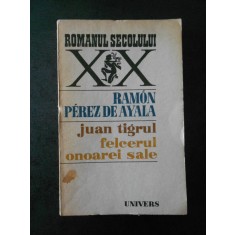 ROMANUL SECOLULUI
XX
RAMÓN
PÉREZ DE AYALA
juan tigrul
felcerul
onoarei sale
UNIVERS